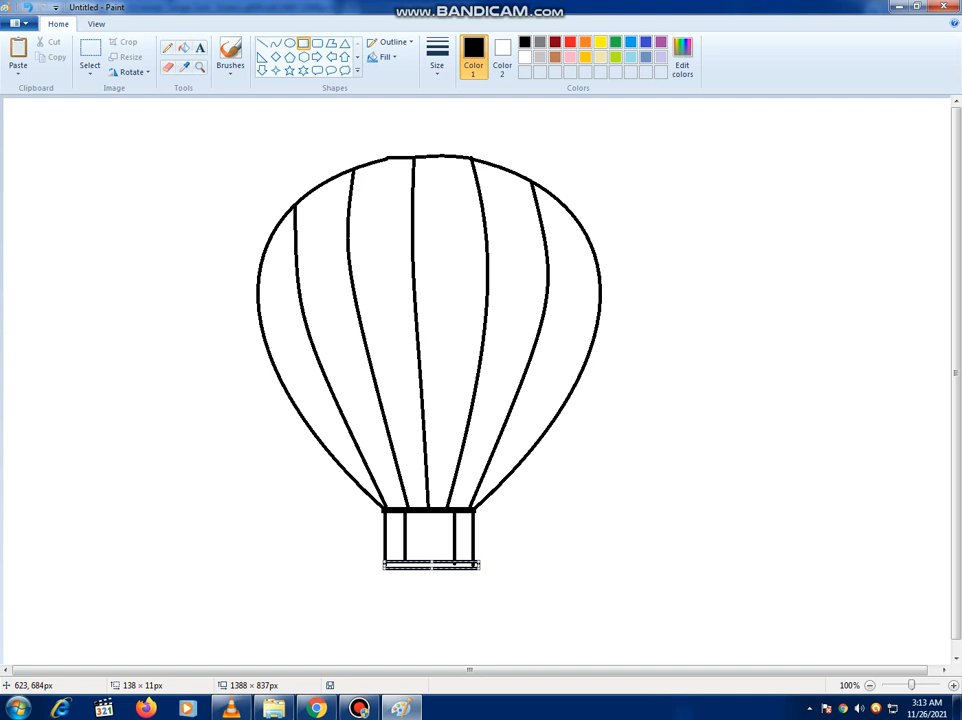 Untitled - Paint
www.BANDICAM.com
Home
View
Paste
Cut
Copy
Clipboard
Select
Crop
Resize
Rotate
Image
Tools
Brushes
Shapes
Outline
Fill
Size
Color 1
Color 2
Colors
Edit colors
623, 684px
138 × 11px
1388 × 837px
100%
321
3:13 AM
11/26/2021